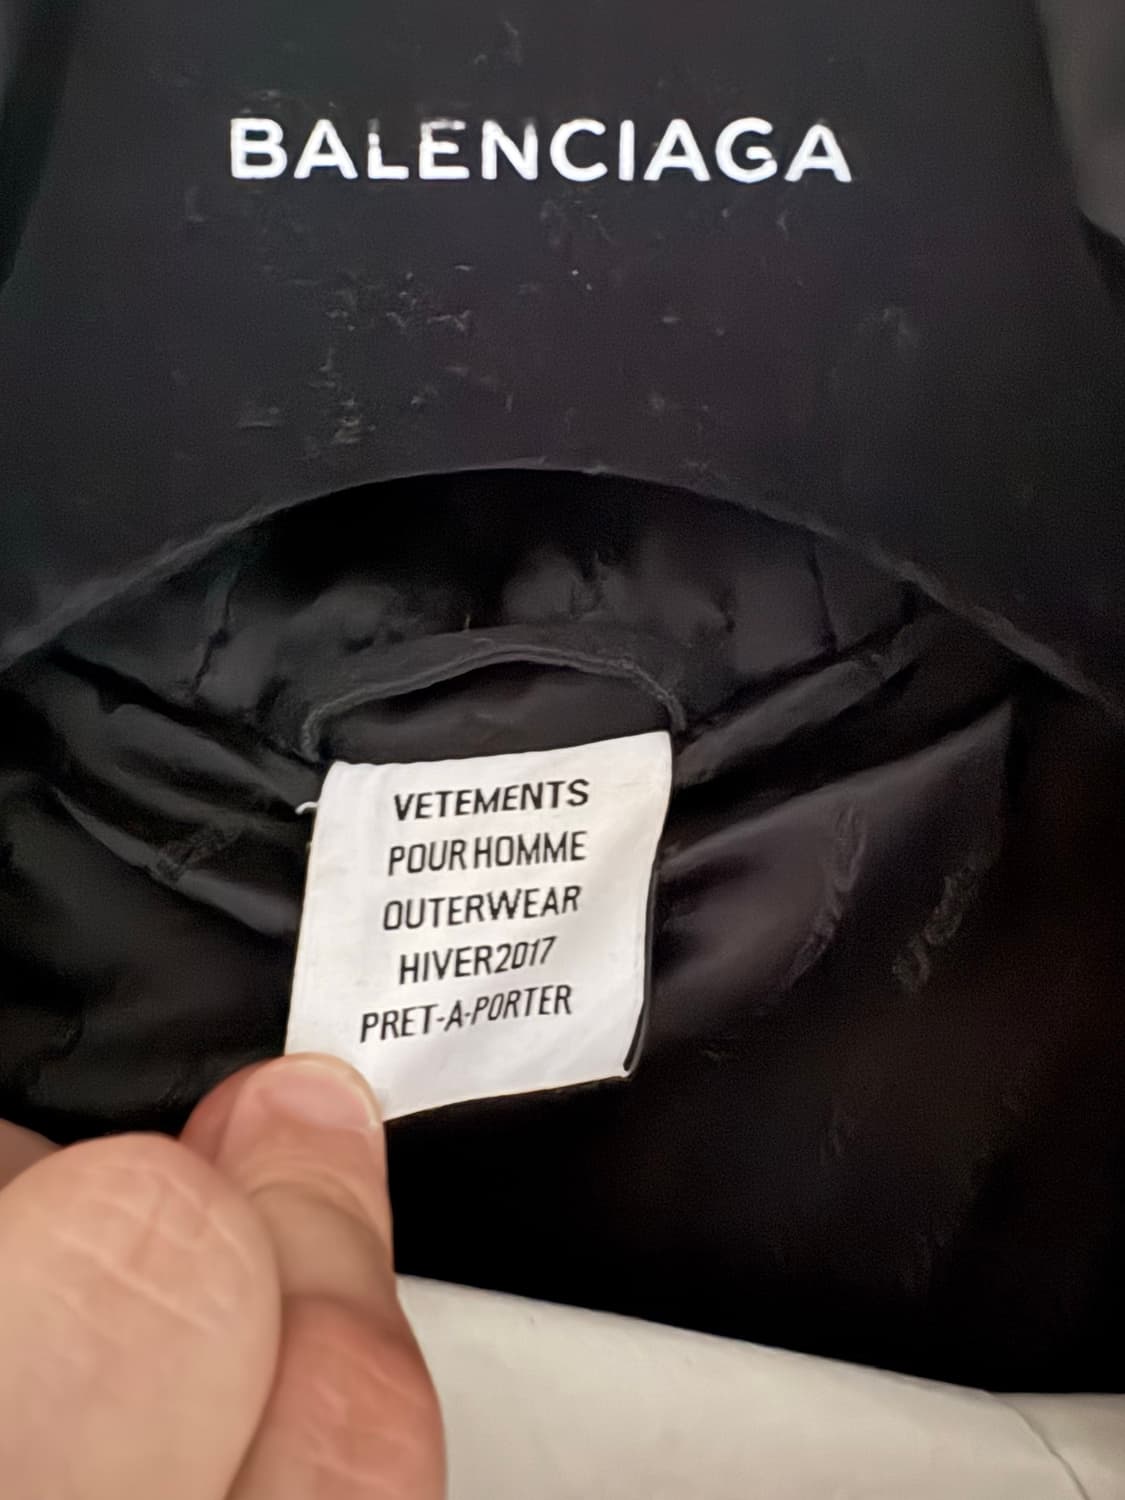 BALENCIAGA
VETEMENTS
POUR HOMME
OUTERWEAR
HIVER2017
PRET-A-PORTER